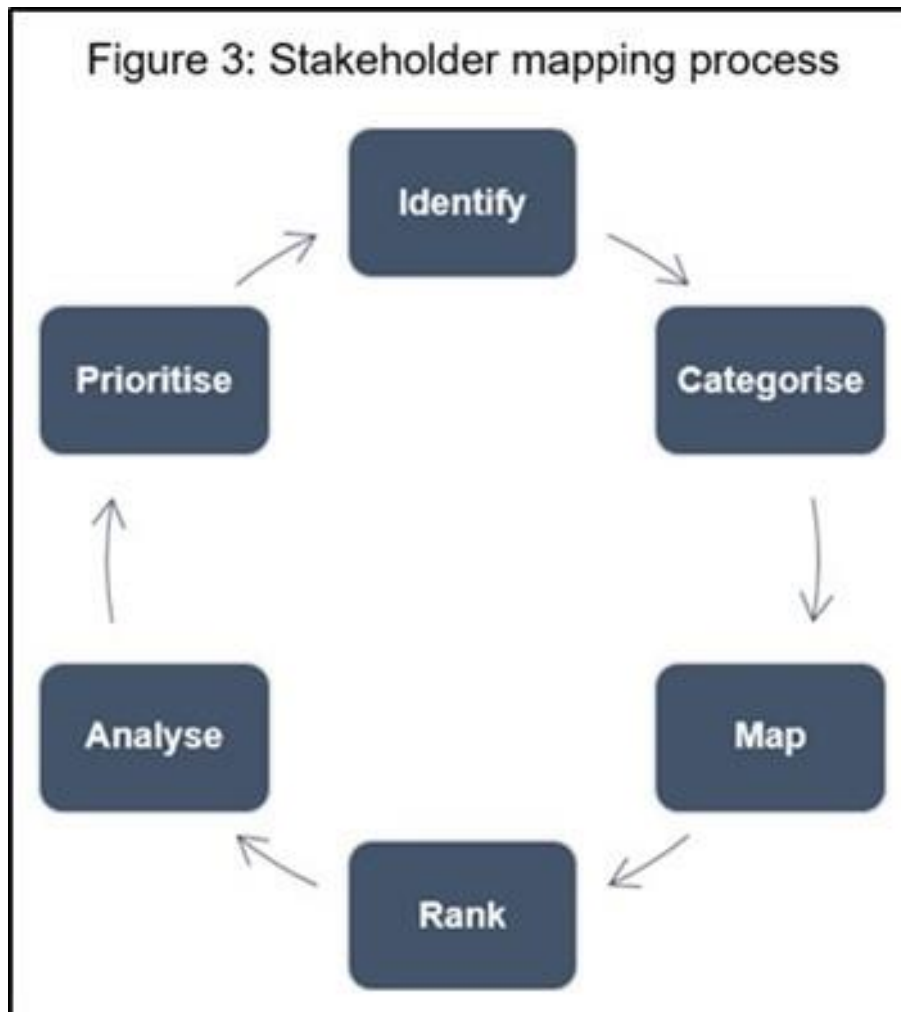 Figure 3: Stakeholder mapping process
Identify
Categorise
Map
Rank
Analyse
Prioritise